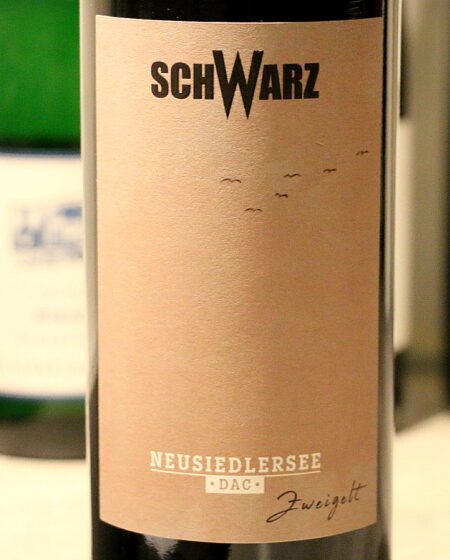 SCHWARZ
NEUSIEDLERSEE
· DAC ·
Zweigelt